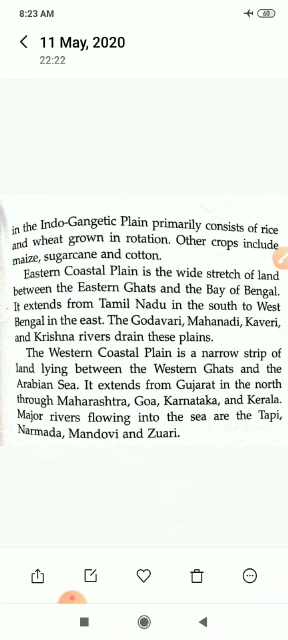 8:23 AM
60
11 May, 2020
22:22
in the Indo-Gangetic Plain primarily consists of rice
and wheat grown in rotation. Other crops include
maize, sugarcane and cotton.
Eastern Coastal Plain is the wide stretch of land
between the Eastern Ghats and the Bay of Bengal.
It extends from Tamil Nadu in the south to West
Bengal in the east. The Godavari, Mahanadi, Kaveri,
and Krishna rivers drain these plains.
The Western Coastal Plain is a narrow strip of
land lying between the Western Ghats and the
Arabian Sea. It extends from Gujarat in the north
through Maharashtra, Goa, Karnataka, and Kerala.
Major rivers flowing into the sea are the Tapi,
Narmada, Mandovi and Zuari.